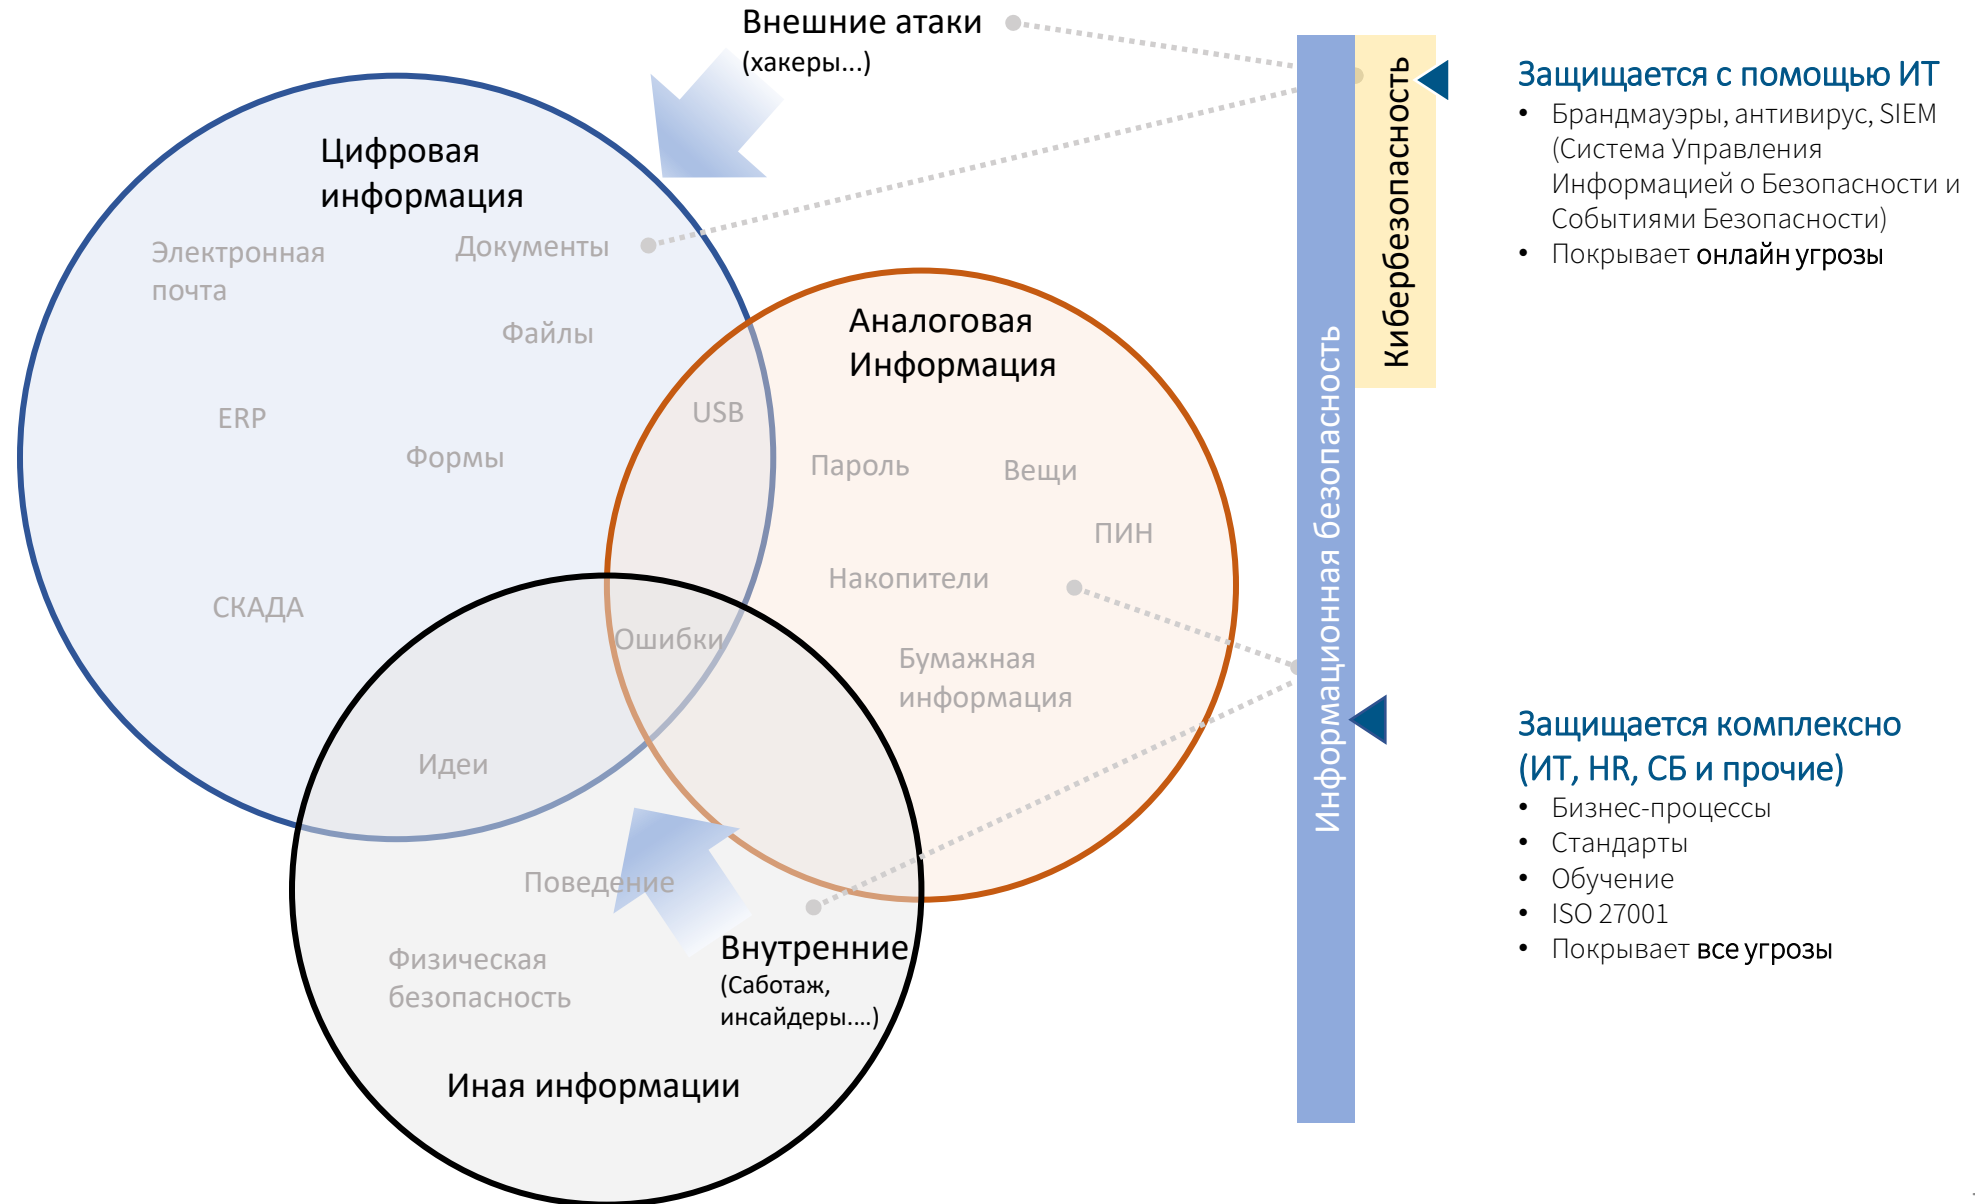 Внешние атаки
(хакеры...)
Цифровая
информация
Электронная
почта
Документы
Файлы
ERP
Формы
СКАДА
USB
Аналоговая
Информация
Пароль
Вещи
ПИН
Накопители
Бумажная
информация
Ошибки
Идеи
Поведение
Физическая
безопасность
Внутренние
(Саботаж,
инсайдеры....)
Иная информации
Информационная безопасность
Кибербезопасность
Защищается с помощью ИТ
• Брандмауэры, антивирус, SIEM
(Система Управления
Информацией о Безопасности и
Событиями Безопасности)
• Покрывает онлайн угрозы
Защищается комплексно
(ИТ, HR, СБ и прочие)
• Бизнес-процессы
• Стандарты
• Обучение
• ISO 27001
• Покрывает все угрозы